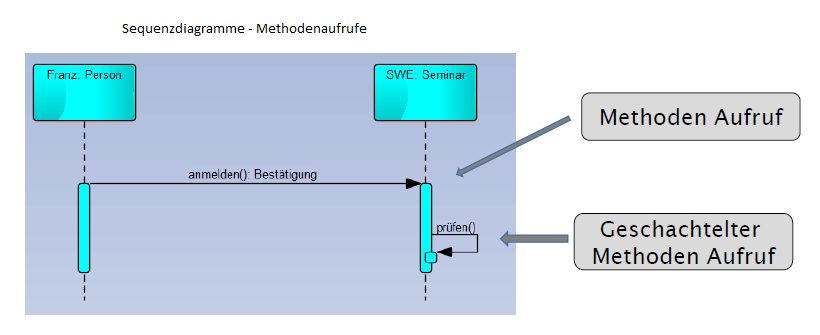 Sequenzdiagramme - Methodenaufrufe
Franz: Person
SWE: Seminar
Methoden Aufruf
anmelden(): Bestätigung
prüfen()
Geschachtelter
Methoden Aufruf